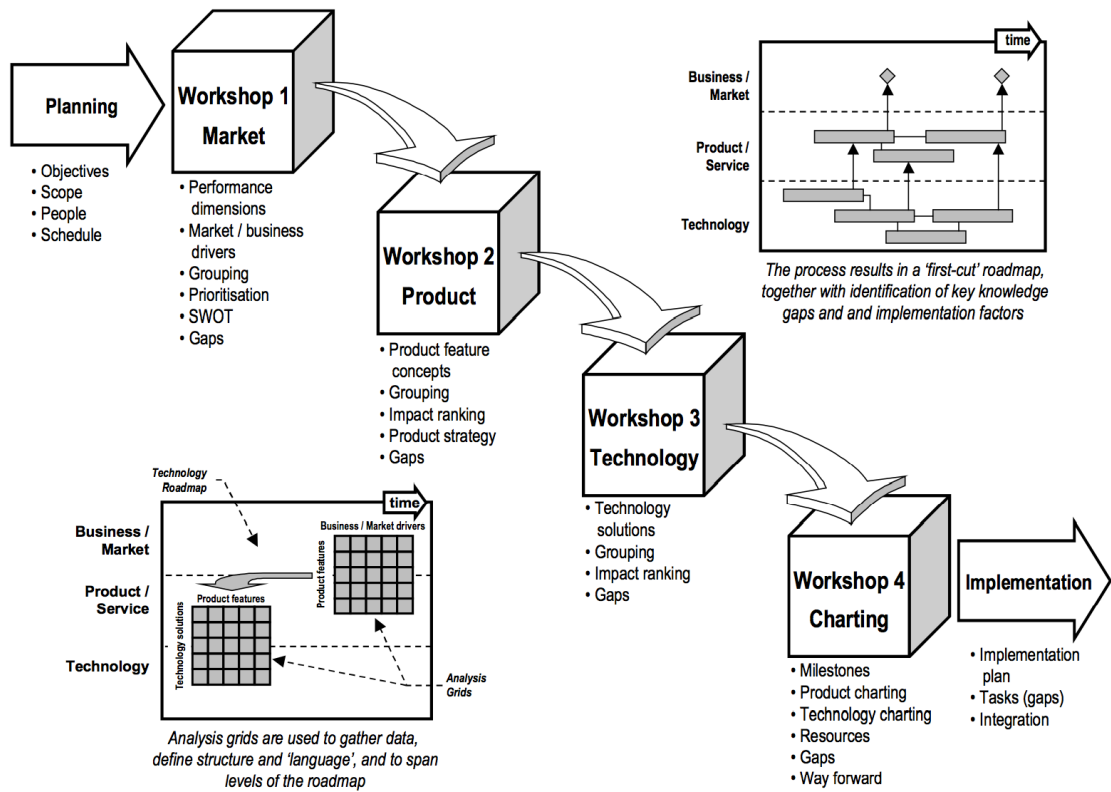 Planning
• Objectives
• Scope
• People
• Schedule
Workshop 1
Market
• Performance
dimensions
• Market / business
drivers
• Grouping
• Prioritisation
• SWOT
• Gaps
Workshop 2
Product
• Product feature
concepts
• Grouping
• Impact ranking
• Product strategy
• Gaps
Workshop 3
Technology
• Technology
solutions
• Grouping
• Impact ranking
• Gaps
Workshop 4
Charting
• Milestones
• Product charting
• Technology charting
• Resources
• Gaps
• Way forward
Implementation
• Implementation
plan
• Tasks (gaps)
• Integration
time
Business /
Market
Product /
Service
Technology
The process results in a ‘first-cut’ roadmap,
together with identification of key knowledge
gaps and and implementation factors
Technology
Roadmap
time
Business /
Market
Product /
Service
Technology
Business / Market drivers
Product features
Product features
Technology solutions
Analysis
Grids
Analysis grids are used to gather data,
define structure and ‘language’, and to span
levels of the roadmap